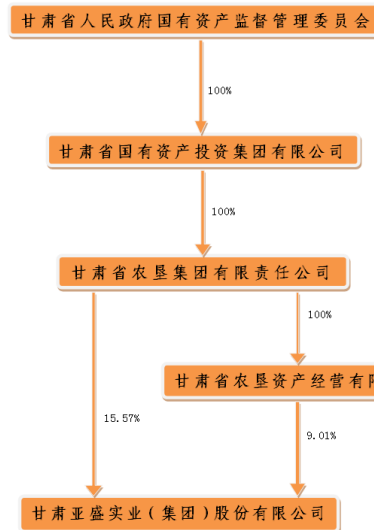 甘肃省人民政府国有资产监督管理委员会
100%
甘肃省国有资产投资集团有限公司
100%
甘肃省农垦集团有限责任公司
100%
甘肃省农垦资产经营有限
15.57%
9.01%
甘肃亚盛实业(集团)股份有限公司